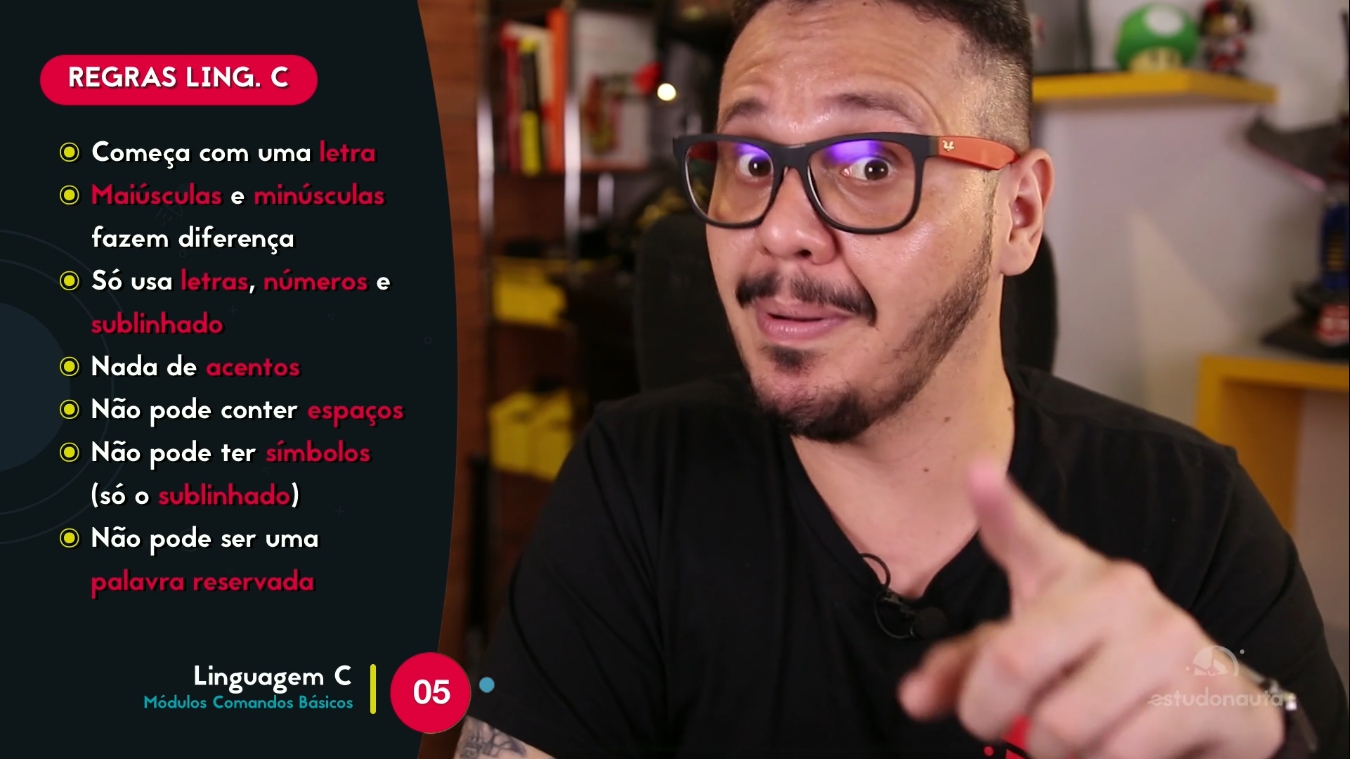 REGRAS LING. C
Começa com uma letra
Maiúsculas e minúsculas
fazem diferença
Só usa letras, números e
sublinhado
Nada de acentos
Não pode conter espaços
Não pode ter símbolos
(só o sublinhado)
Não pode ser uma
palavra reservada
Linguagem C
Módulos Comandos Básicos
05
estudonauta